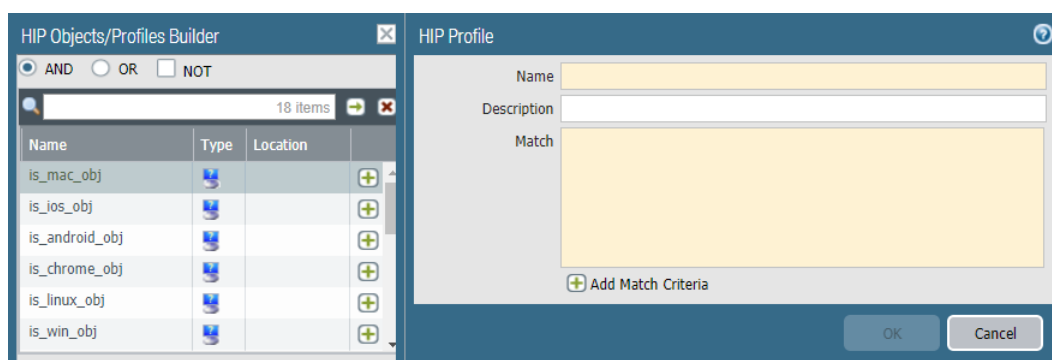 HIP Objects/Profiles Builder
AND OR NOT
18 items
Name Type Location
is_mac_obj
is_ios_obj
is_android_obj
is_chrome_obj
is_linux_obj
is_win_obj
HIP Profile
Name
Description
Match
Add Match Criteria
OK Cancel